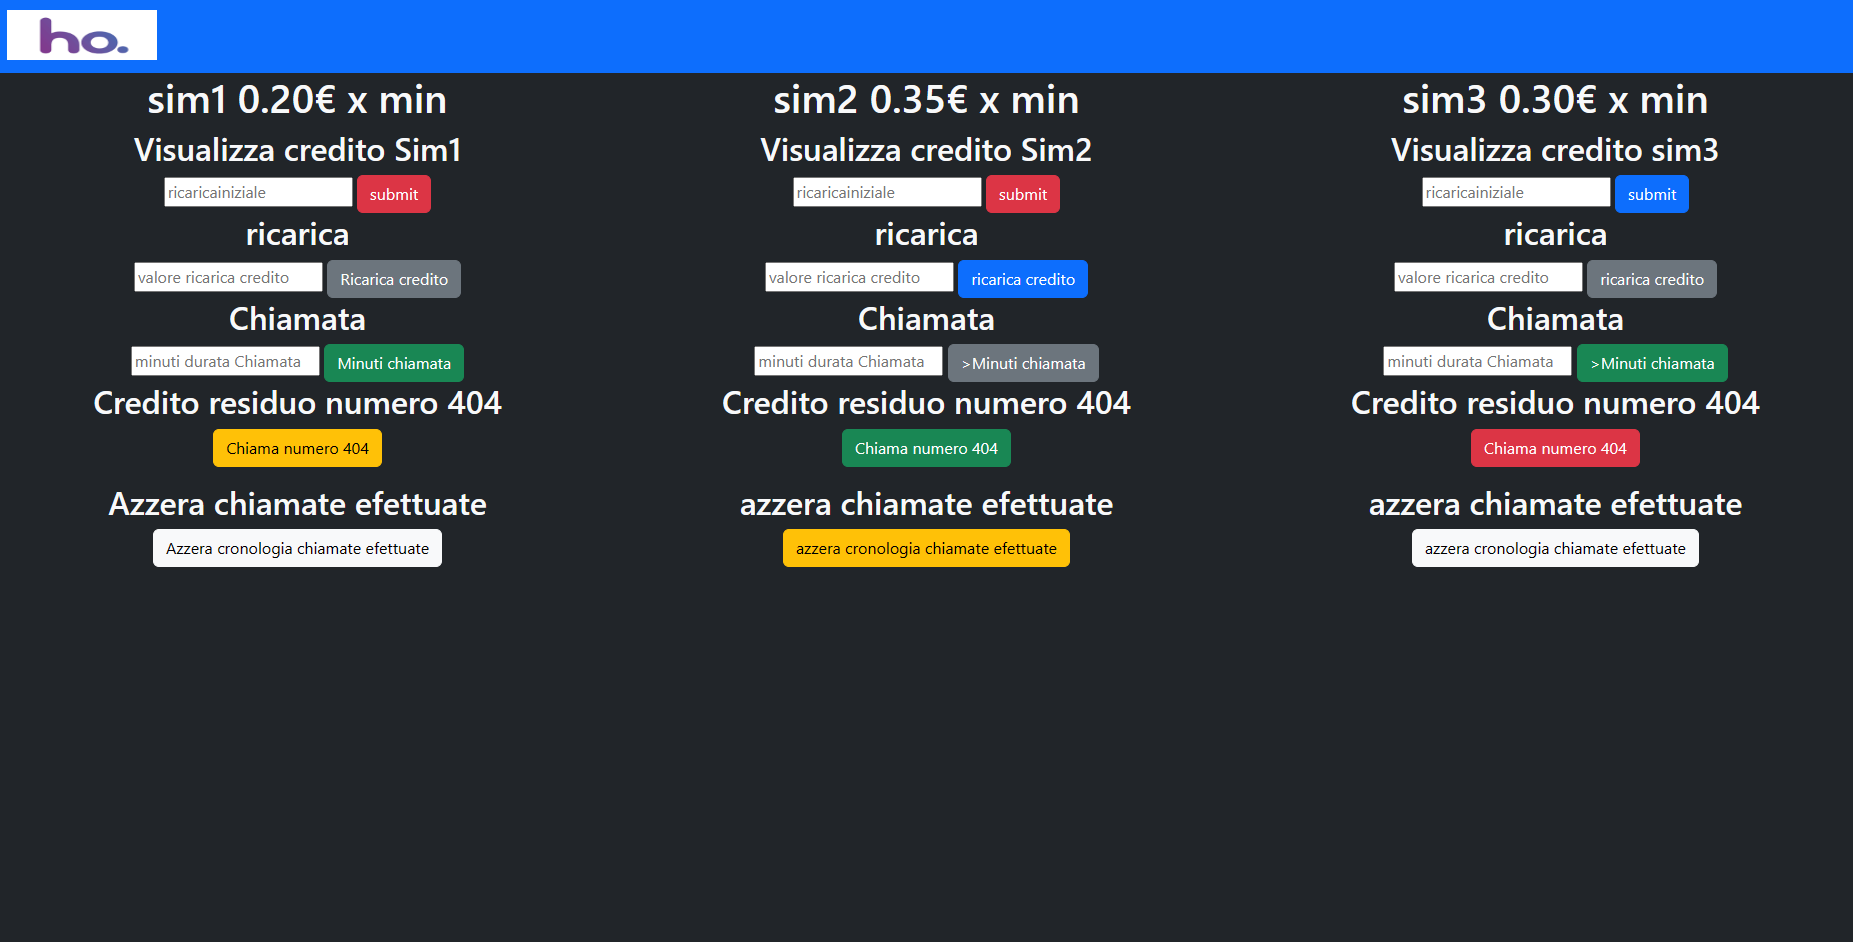 ho.
sim1 0.20€ x min
Visualizza credito Sim1
ricaricainiziale submit
ricarica
valore ricarica credito Ricarica credito
Chiamata
minuti durata Chiamata Minuti chiamata
Credito residuo numero 404
Chiama numero 404
Azzera chiamate efettuate
Azzera cronologia chiamate efettuate
sim2 0.35€ x min
Visualizza credito Sim2
ricaricainiziale submit
ricarica
valore ricarica credito ricarica credito
Chiamata
minuti durata Chiamata >Minuti chiamata
Credito residuo numero 404
Chiama numero 404
azzera chiamate efettuate
azzera cronologia chiamate efettuate
sim3 0.30€ x min
Visualizza credito sim3
ricaricainiziale submit
ricarica
valore ricarica credito ricarica credito
Chiamata
minuti durata Chiamata >Minuti chiamata
Credito residuo numero 404
Chiama numero 404
azzera chiamate efettuate
azzera cronologia chiamate efettuate